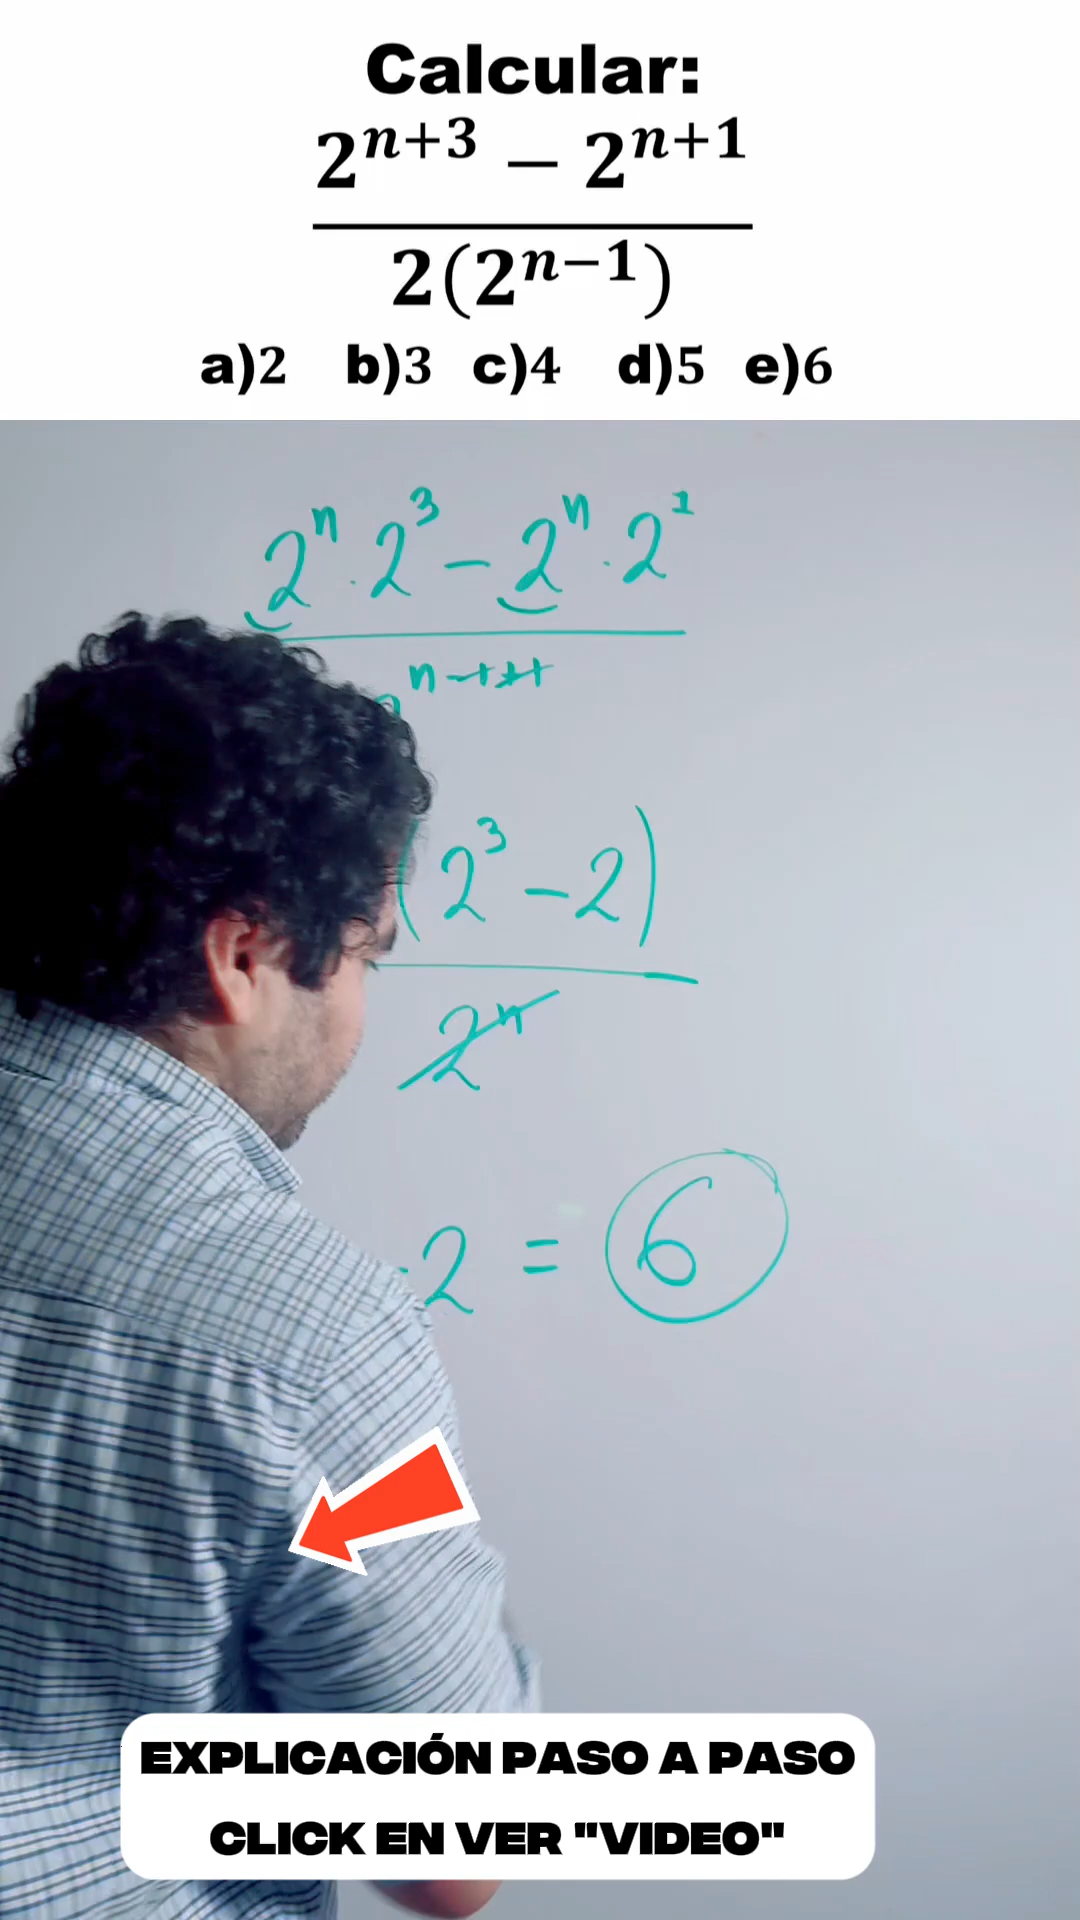 Calcular:
2^{n+3} − 2^{n+1}
2(2^{n−1})
a)2 b)3 c)4 d)5 e)6
2^n · 2^3 − 2^n · 2^1
n-1+1
(2^3 − 2)
2^n
2 = 6
EXPLICACIÓN PASO A PASO
CLICK EN VER "VIDEO"